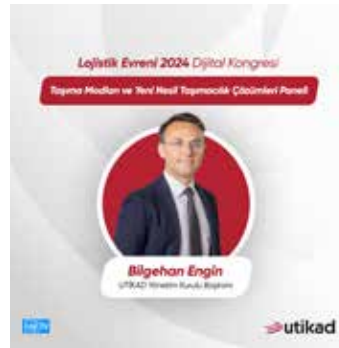 Lojistik Evreni 2024 Dijital Kongresi
Taşıma Modları ve Yeni Nesil Taşımacılık Çözümleri Paneli
Bilgehan Engin
UTİKAD Yönetim Kurulu Başkanı
utikad